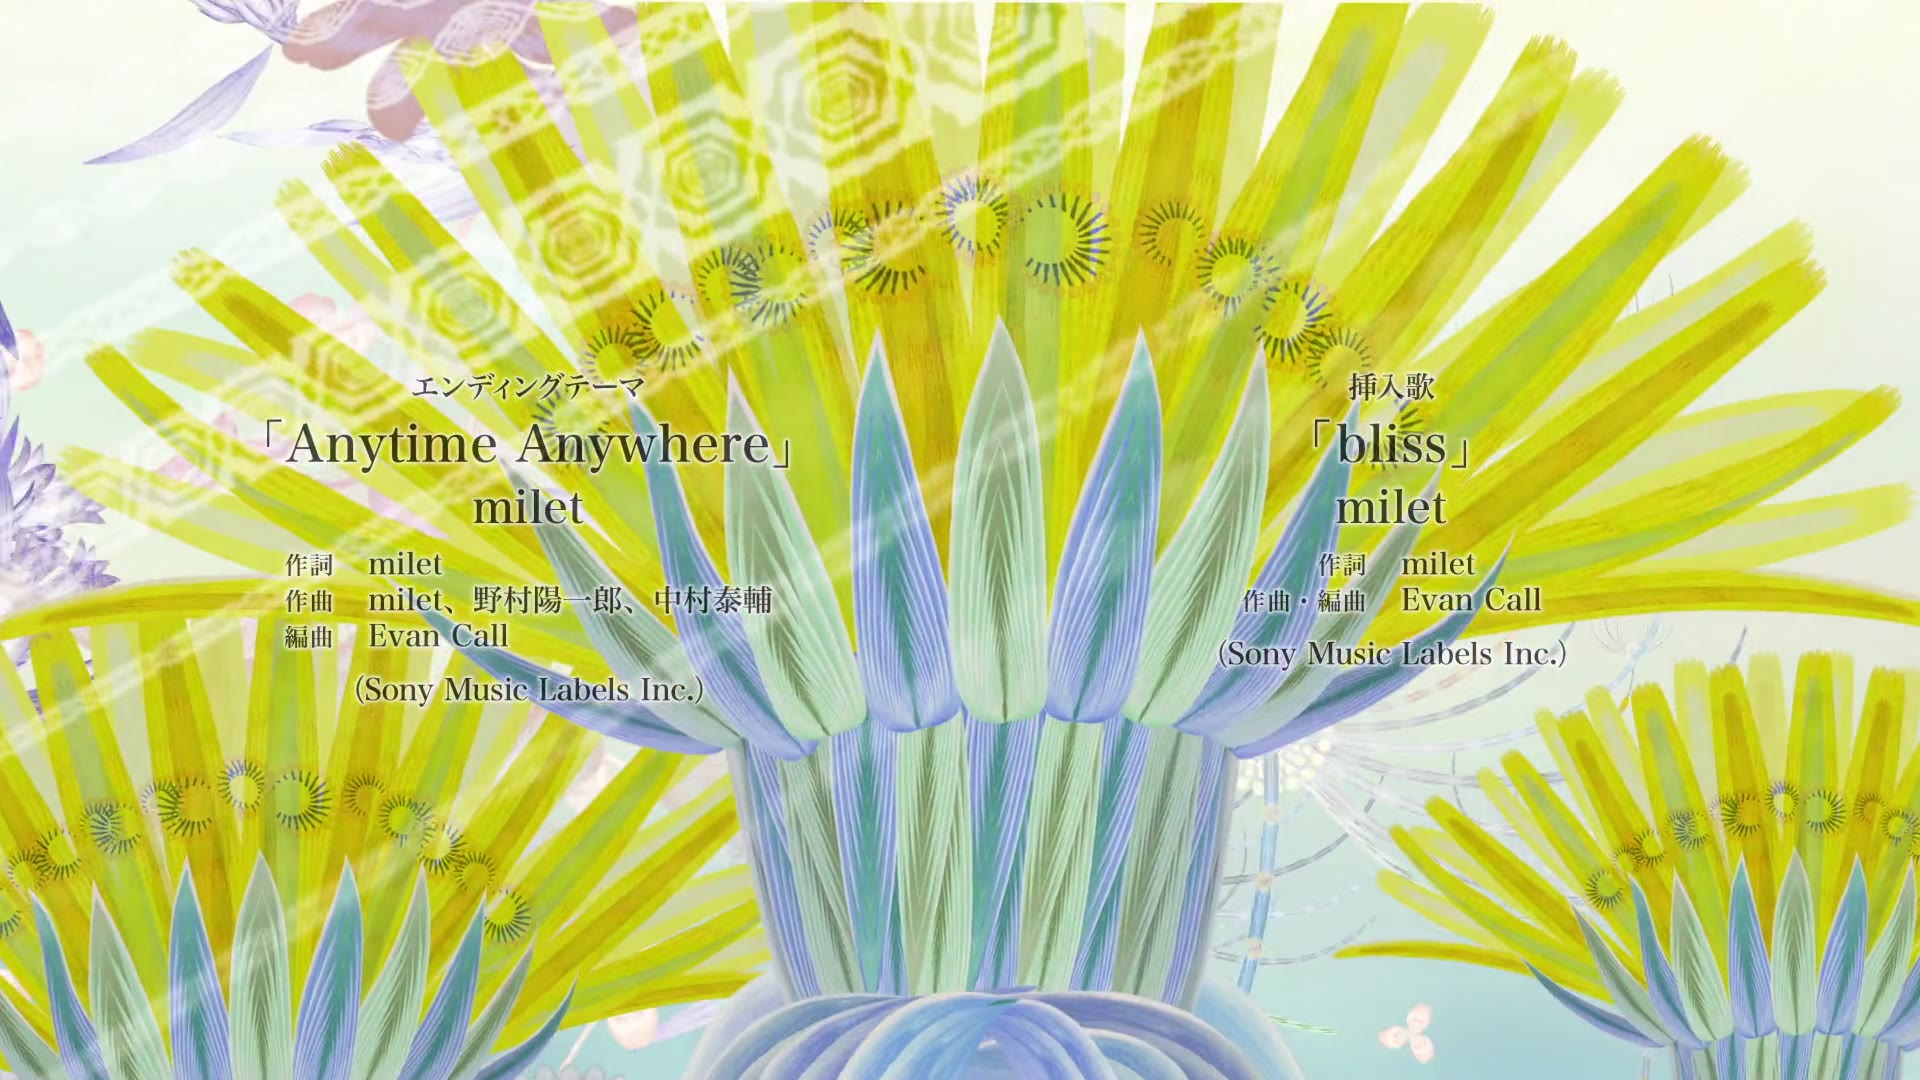 エンディングテーマ
「Anytime Anywhere」
milet
作詞 milet
作曲 milet、野村陽一郎、中村泰輔
編曲 Evan Call
(Sony Music Labels Inc.)
挿入歌
「bliss」
milet
作詞 milet
作曲・編曲 Evan Call
(Sony Music Labels Inc.)